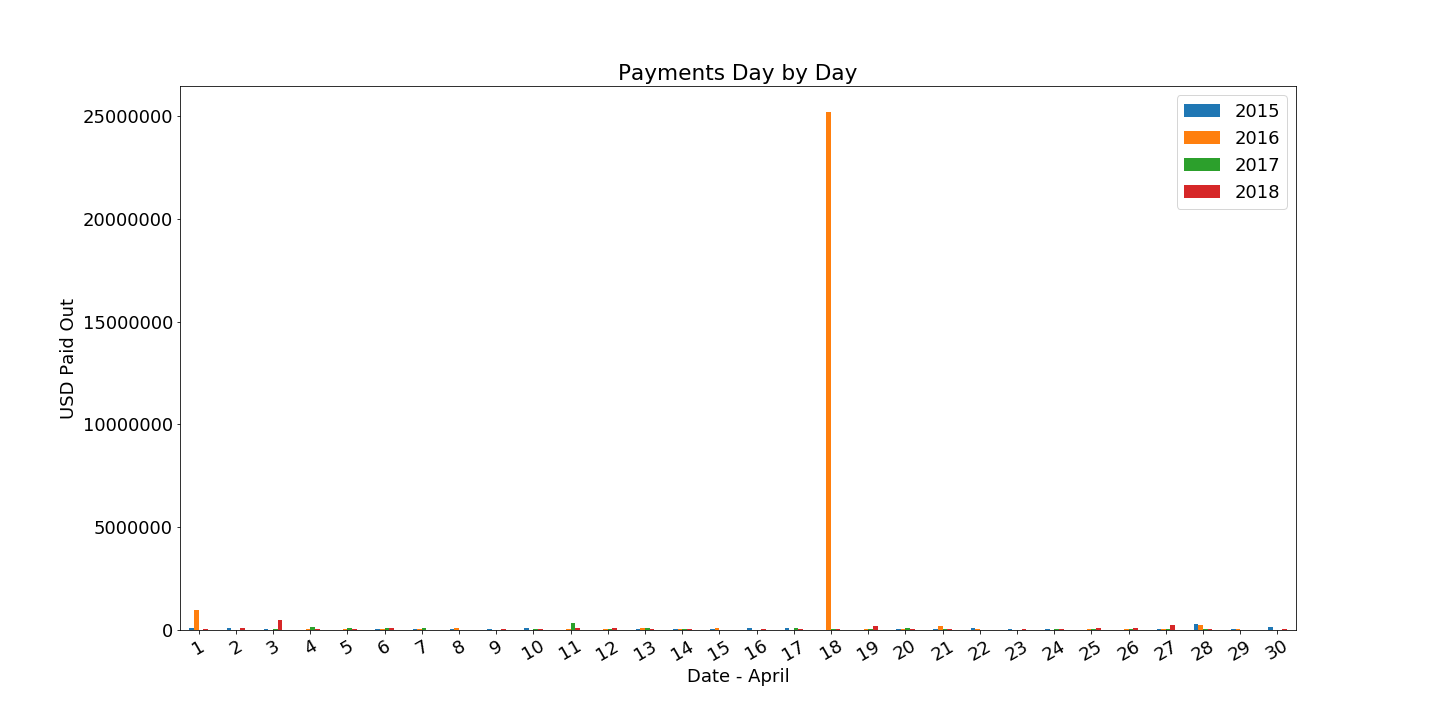 Payments Day by Day
25000000
20000000
15000000
10000000
5000000
0
USD Paid Out
2015
2016
2017
2018
1 2 3 4 5 6 7 8 9 10 11 12 13 14 15 16 17 18 19 20 21 22 23 24 25 26 27 28 29 30
Date - April